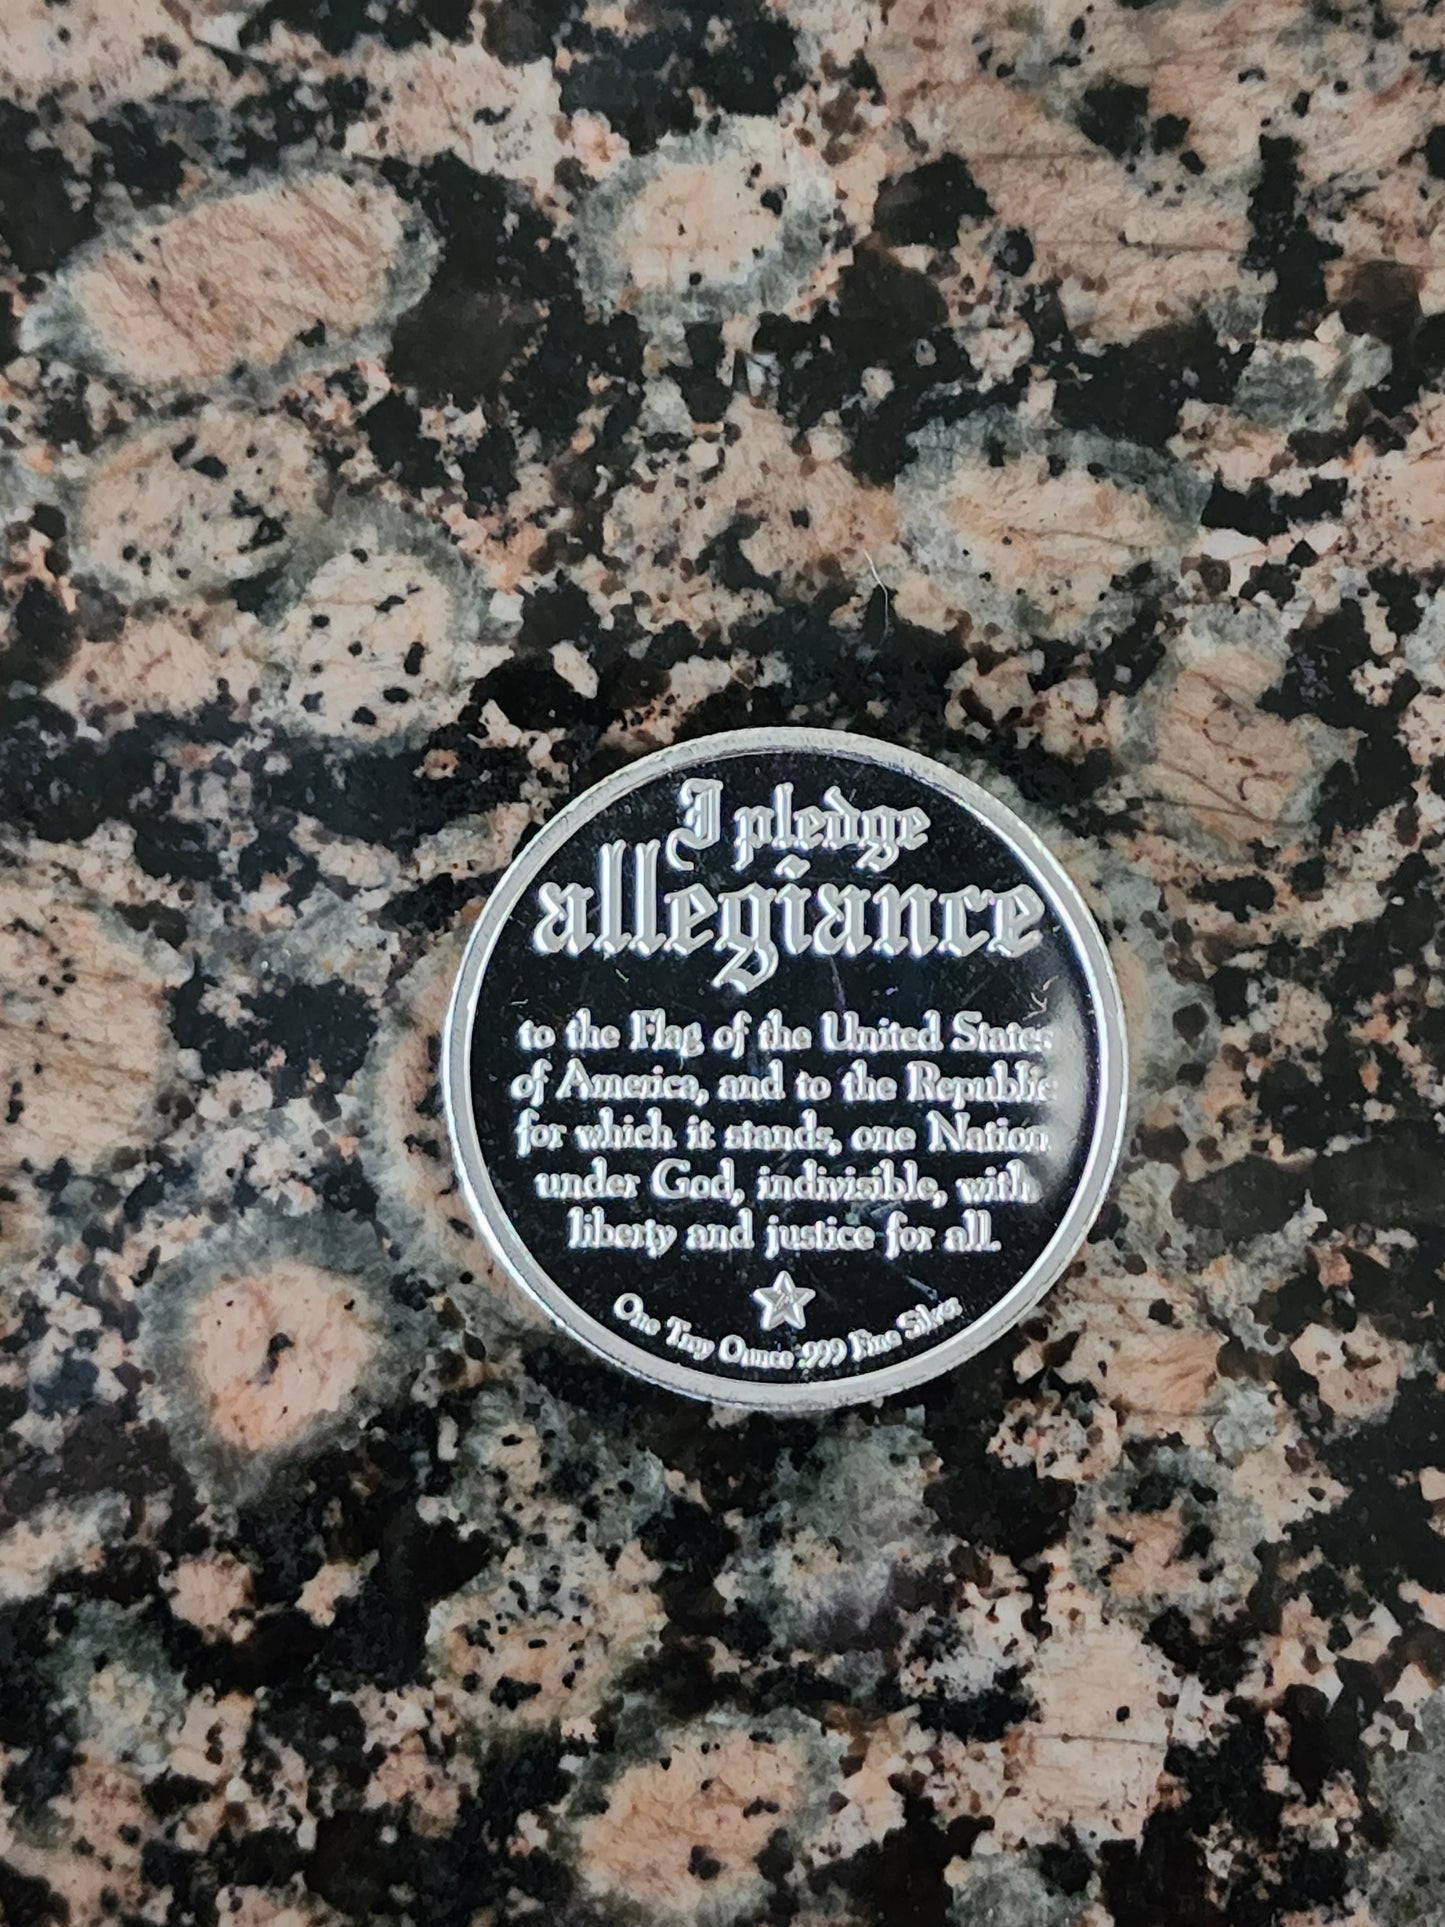 I pledge
allegiance
to the Flag of the United States
of America, and to the Republic
for which it stands, one Nation
under God, indivisible, with
liberty and justice for all.
One Troy Ounce .999 Fine Silver